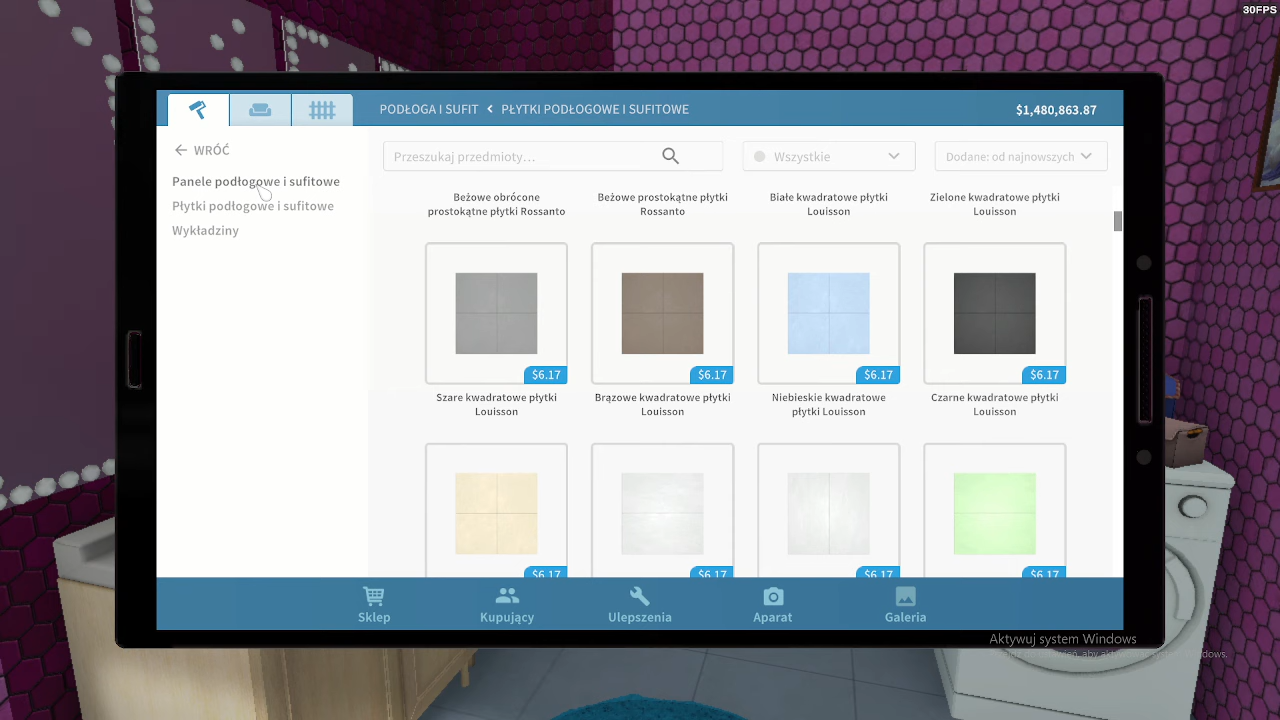 30FPS
PODŁOGA I SUFIT < PŁYTKI PODŁOGOWE I SUFITOWE
$1,480,863.87
WRÓĆ
Panele podłogowe i sufitowe
Płytki podłogowe i sufitowe
Wykładziny
Przeszukaj przedmioty...
Wszystkie
Dodane: od najnowszych
Beżowe obrócone
prostokątne płytki Rossanto
Beżowe prostokątne płytki
Rossanto
Białe kwadratowe płytki
Louisson
Zielone kwadratowe płytki
Louisson
$6.17
$6.17
$6.17
$6.17
Szare kwadratowe płytki
Louisson
Brązowe kwadratowe płytki
Louisson
Niebieskie kwadratowe
płytki Louisson
Czarne kwadratowe płytki
Louisson
$6.17
$6.17
$6.17
$6.17
Sklep
Kupujący
Ulepszenia
Aparat
Galeria
Aktywuj system Windows
aby